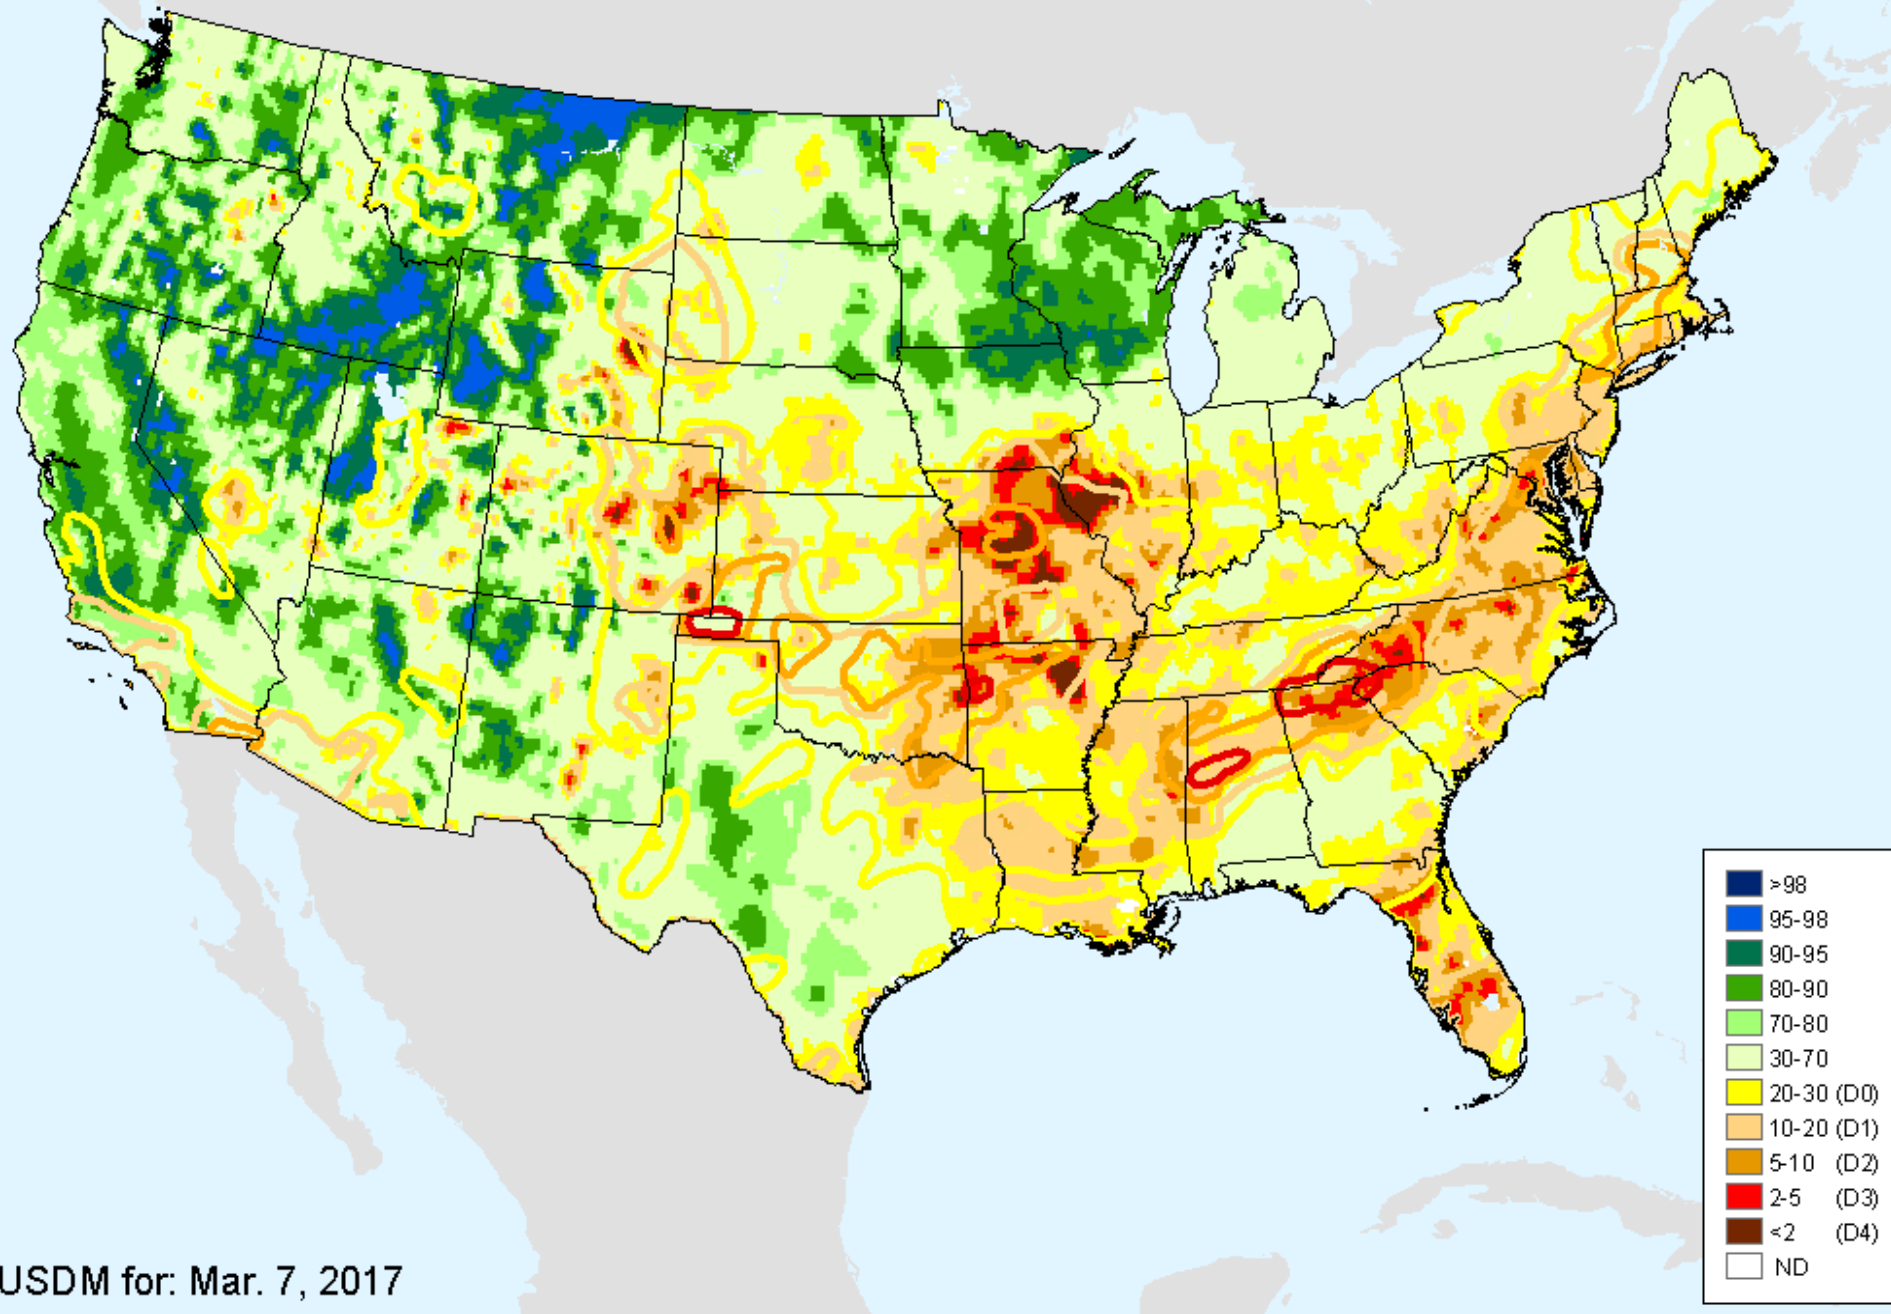 >98
95-98
90-95
80-90
70-80
30-70
20-30 (D0)
10-20 (D1)
5-10 (D2)
2-5 (D3)
<2 (D4)
ND
USDM for: Mar. 7, 2017